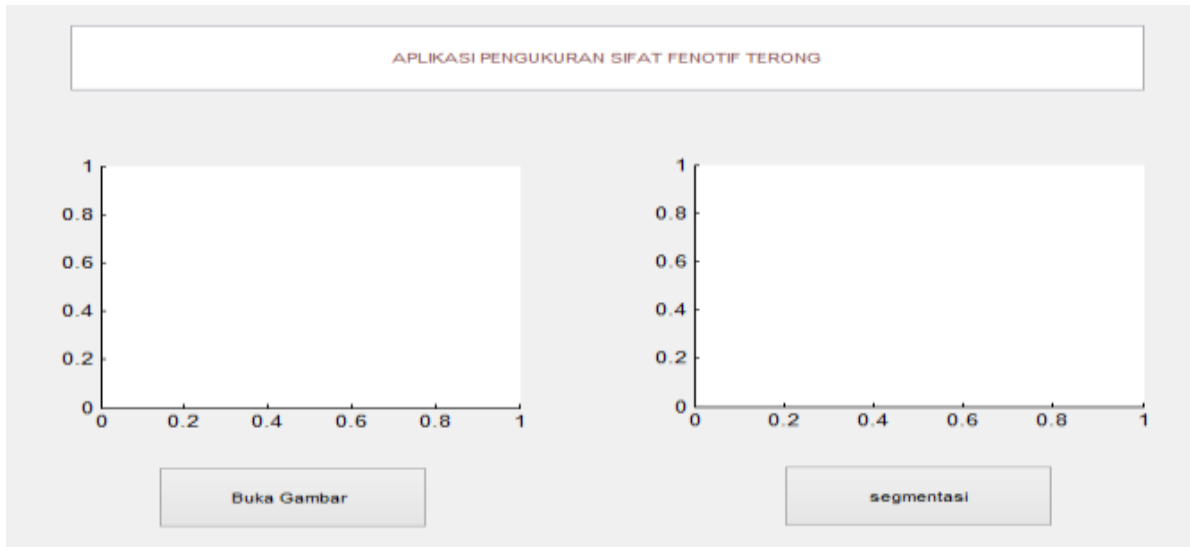 APLIKASI PENGUKURAN SIFAT FENOTIF TERONG
1
0.8
0.6
0.4
0.2
0
0 0.2 0.4 0.6 0.8 1
1
0.8
0.6
0.4
0.2
0
0 0.2 0.4 0.6 0.8 1
Buka Gambar
segmentasi